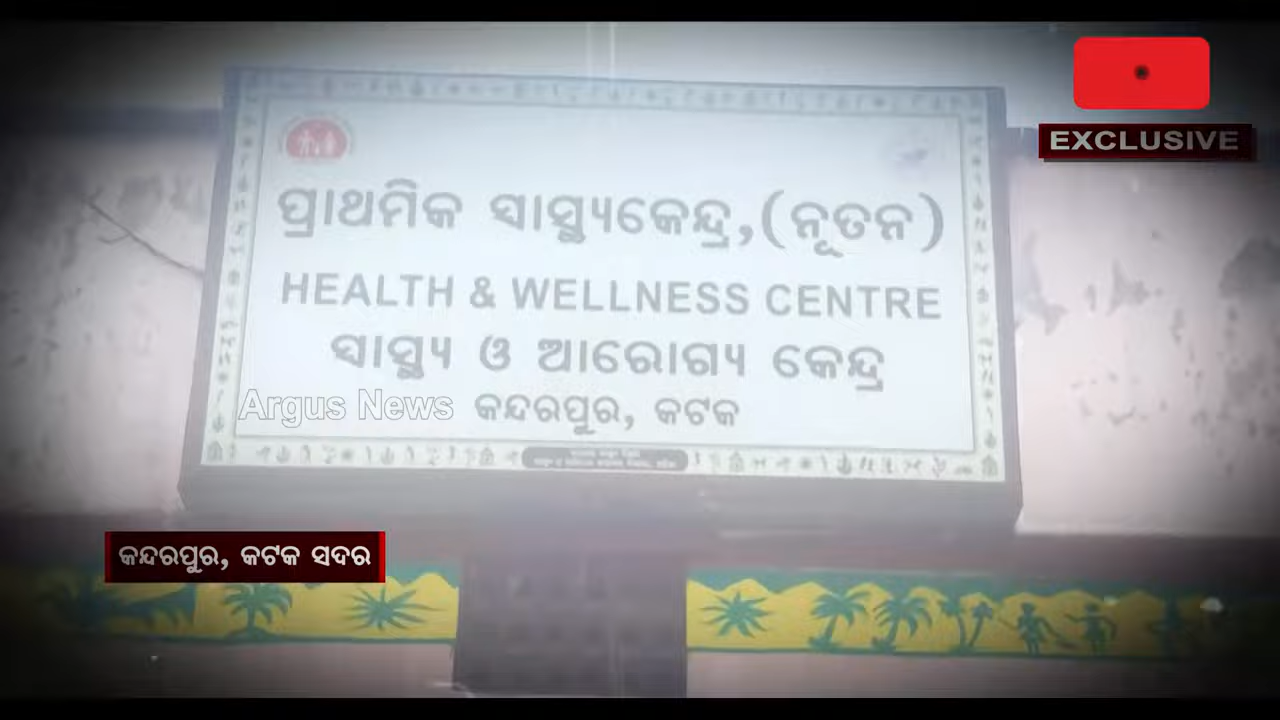 EXCLUSIVE
ପ୍ରାଥମିକ ସାସ୍ଥ୍ୟକେନ୍ଦ୍ର,(ନୂତନ)
HEALTH & WELLNESS CENTRE
ସାସ୍ଥ୍ୟ ଓ ଆରୋଗ୍ୟ କେନ୍ଦ୍ର
Argus News
କନ୍ଦରପୁର, କଟକ
କନ୍ଦରପୁର, କଟକ ସଦର